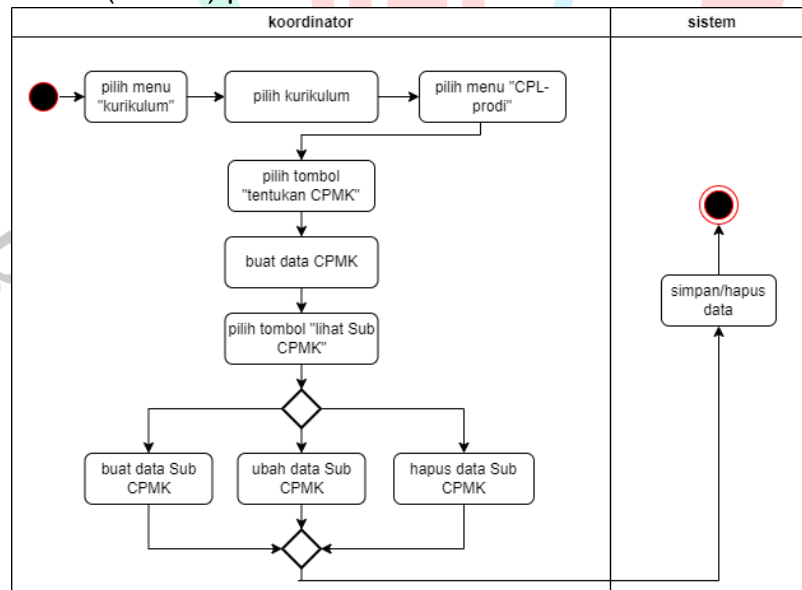 koordinator
sistem
pilih menu
"kurikulum"
pilih kurikulum
pilih menu "CPL-
prodi"
pilih tombol
"tentukan CPMK"
buat data CPMK
pilih tombol "lihat Sub
CPMK"
buat data Sub
CPMK
ubah data Sub
CPMK
hapus data Sub
CPMK
simpan/hapus
data